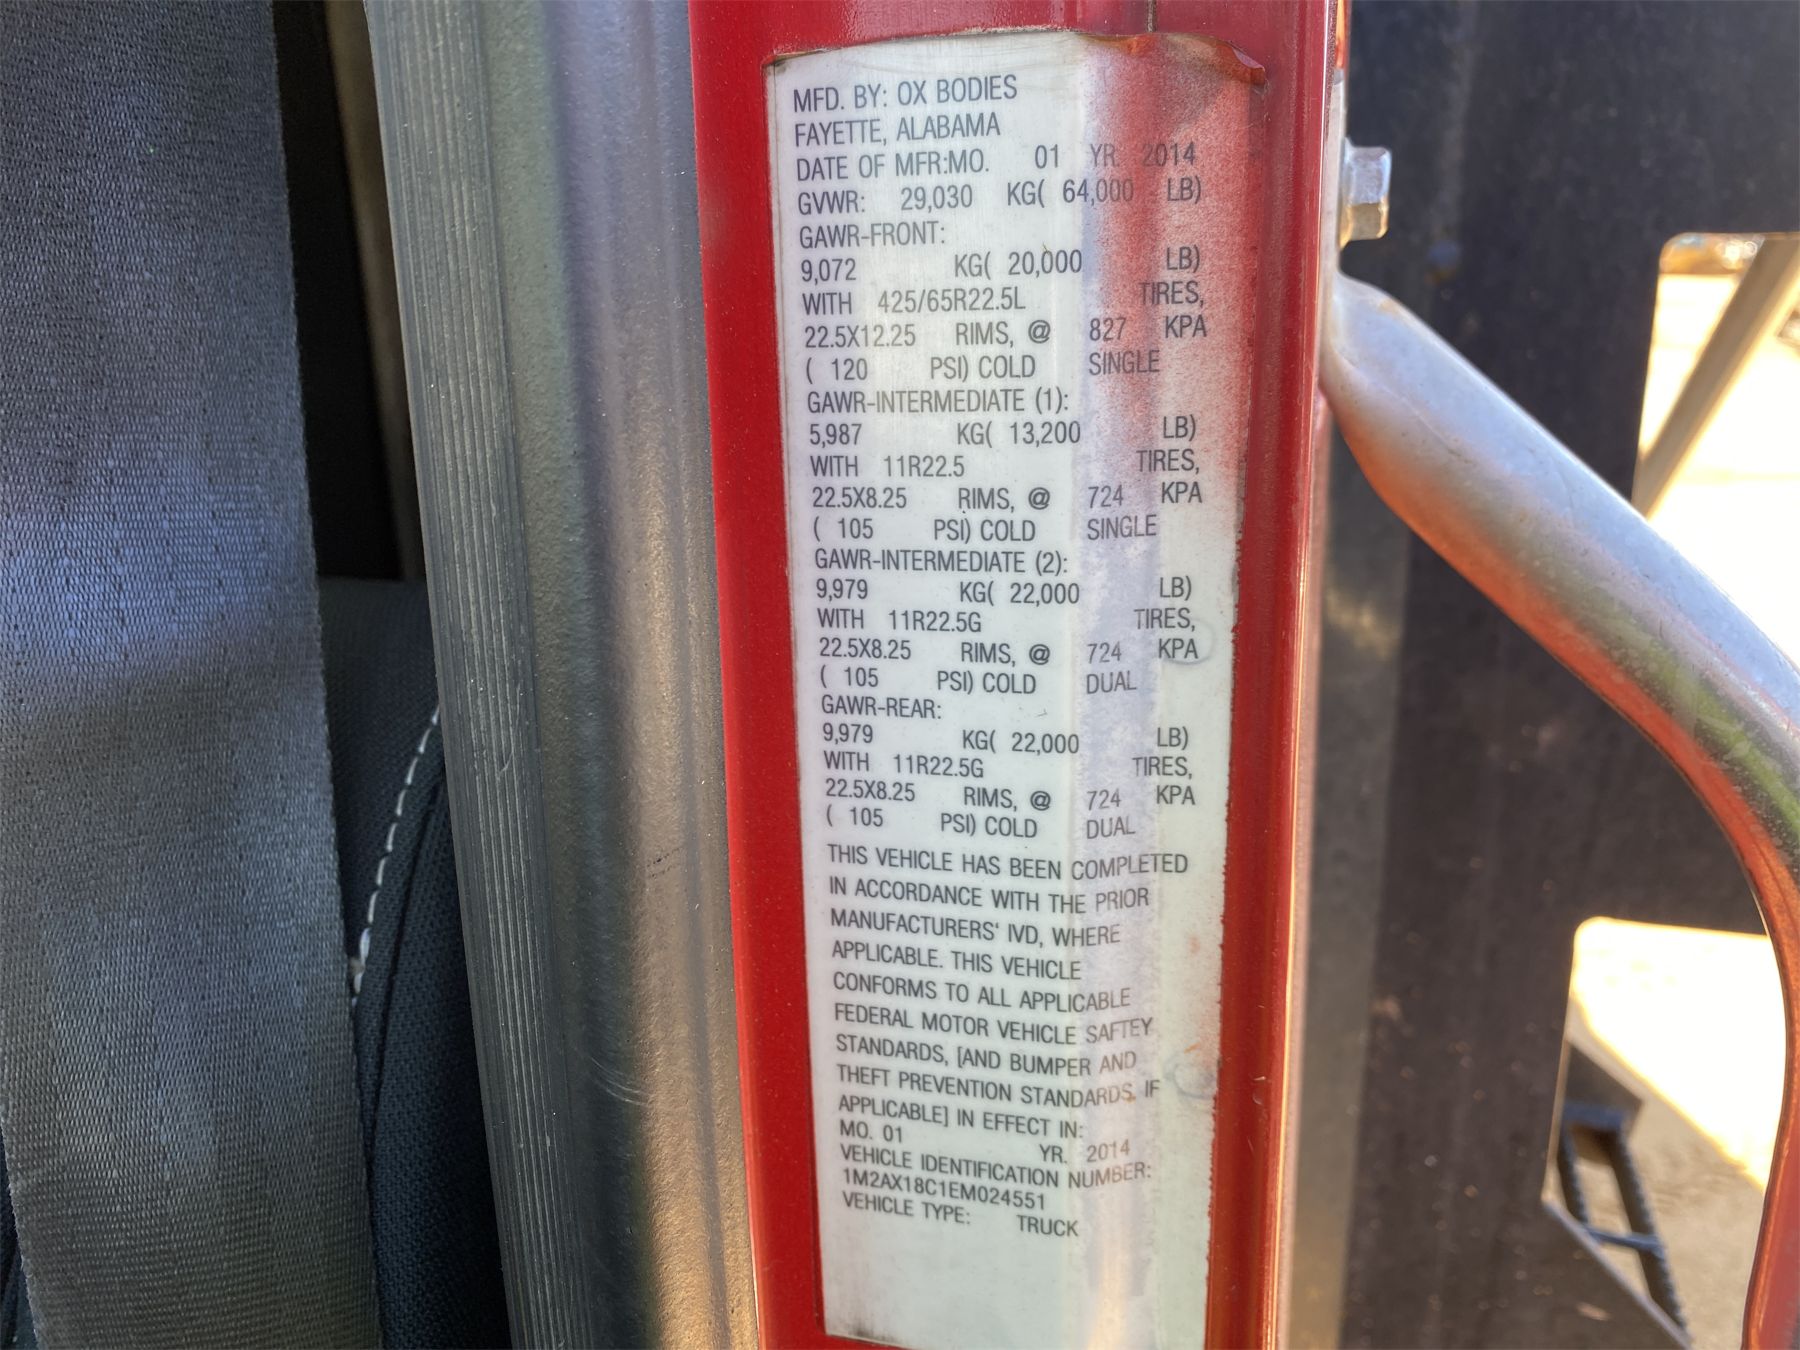 MFD. BY: OX BODIES
FAYETTE, ALABAMA
DATE OF MFR:MO. 01 YR. 2014
GVWR: 29,030 KG( 64,000 LB)
GAWR-FRONT:
9,072 KG( 20,000 LB)
WITH 425/65R22.5L TIRES,
22.5X12.25 RIMS, @ 827 KPA
( 120 PSI) COLD SINGLE
GAWR-INTERMEDIATE (1):
5,987 KG( 13,200 LB)
WITH 11R22.5 TIRES,
22.5X8.25 RIMS, @ 724 KPA
( 105 PSI) COLD SINGLE
GAWR-INTERMEDIATE (2):
9,979 KG( 22,000 LB)
WITH 11R22.5G TIRES,
22.5X8.25 RIMS, @ 724 KPA
( 105 PSI) COLD DUAL
GAWR-REAR:
9,979 KG( 22,000 LB)
WITH 11R22.5G TIRES,
22.5X8.25 RIMS, @ 724 KPA
( 105 PSI) COLD DUAL
THIS VEHICLE HAS BEEN COMPLETED
IN ACCORDANCE WITH THE PRIOR
MANUFACTURERS' IVD, WHERE
APPLICABLE. THIS VEHICLE
CONFORMS TO ALL APPLICABLE
FEDERAL MOTOR VEHICLE SAFTEY
STANDARDS, [AND BUMPER AND
THEFT PREVENTION STANDARDS, IF
APPLICABLE] IN EFFECT IN:
MO. 01 YR. 2014
VEHICLE IDENTIFICATION NUMBER:
1M2AX18C1EM024551
VEHICLE TYPE: TRUCK